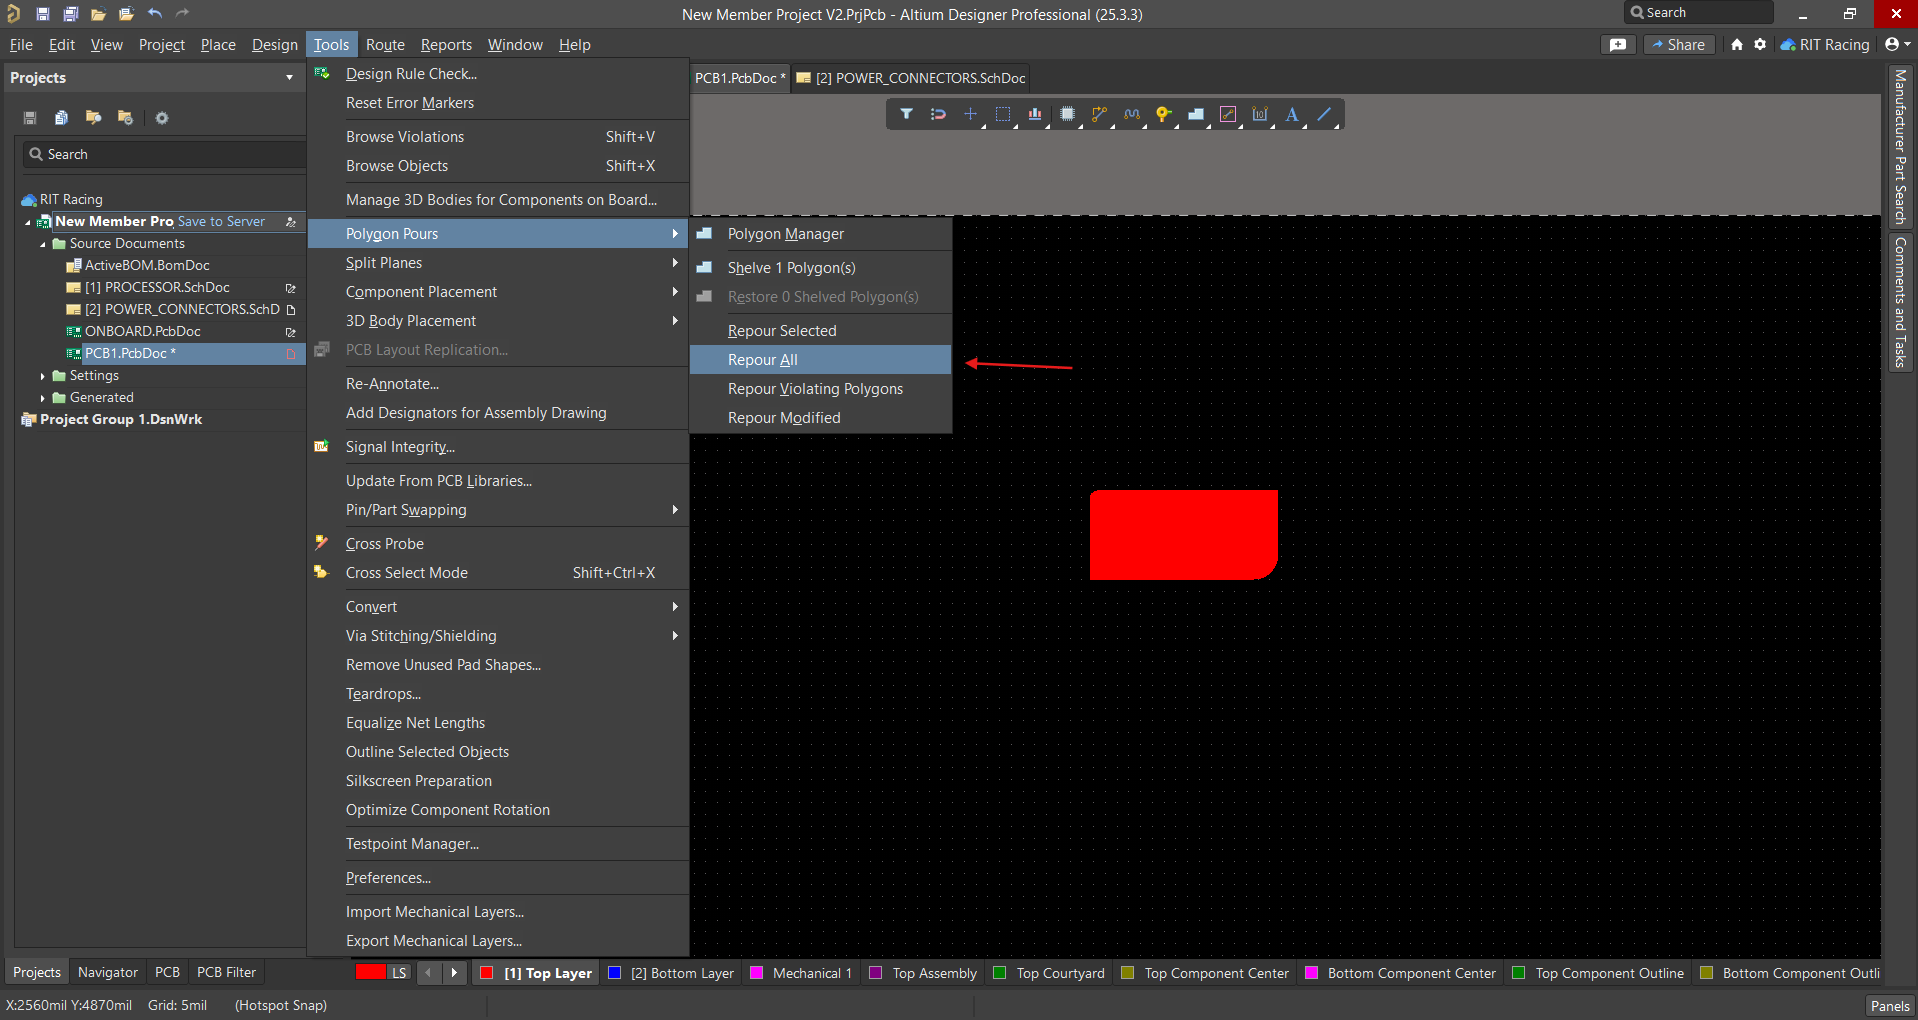 New Member Project V2.PrjPcb - Altium Designer Professional (25.3.3)
Search
File Edit View Project Place Design Tools Route Reports Window Help
Share
RIT Racing
Projects
Search
RIT Racing
New Member Pro Save to Server
Source Documents
ActiveBOM.BomDoc
[1] PROCESSOR.SchDoc
[2] POWER_CONNECTORS.SchD
ONBOARD.PcbDoc
PCB1.PcbDoc *
Settings
Generated
Project Group 1.DsnWrk
Design Rule Check...
Reset Error Markers
Browse Violations Shift+V
Browse Objects Shift+X
Manage 3D Bodies for Components on Board...
Polygon Pours
Split Planes
Component Placement
3D Body Placement
PCB Layout Replication...
Re-Annotate...
Add Designators for Assembly Drawing
Signal Integrity...
Update From PCB Libraries...
Pin/Part Swapping
Cross Probe
Cross Select Mode Shift+Ctrl+X
Convert
Via Stitching/Shielding
Remove Unused Pad Shapes...
Teardrops...
Equalize Net Lengths
Outline Selected Objects
Silkscreen Preparation
Optimize Component Rotation
Testpoint Manager...
Preferences...
Import Mechanical Layers...
Export Mechanical Layers...
Polygon Manager
Shelve 1 Polygon(s)
Restore 0 Shelved Polygon(s)
Repour Selected
Repour All
Repour Violating Polygons
Repour Modified
PCB1.PcbDoc *
[2] POWER_CONNECTORS.SchDoc
A
Manufacturer Part Search
Comments and Tasks
Projects Navigator PCB PCB Filter
LS
[1] Top Layer
[2] Bottom Layer
Mechanical 1
Top Assembly
Top Courtyard
Top Component Center
Bottom Component Center
Top Component Outline
Bottom Component Outli
X:2560mil Y:4870mil Grid: 5mil (Hotspot Snap)
Panels